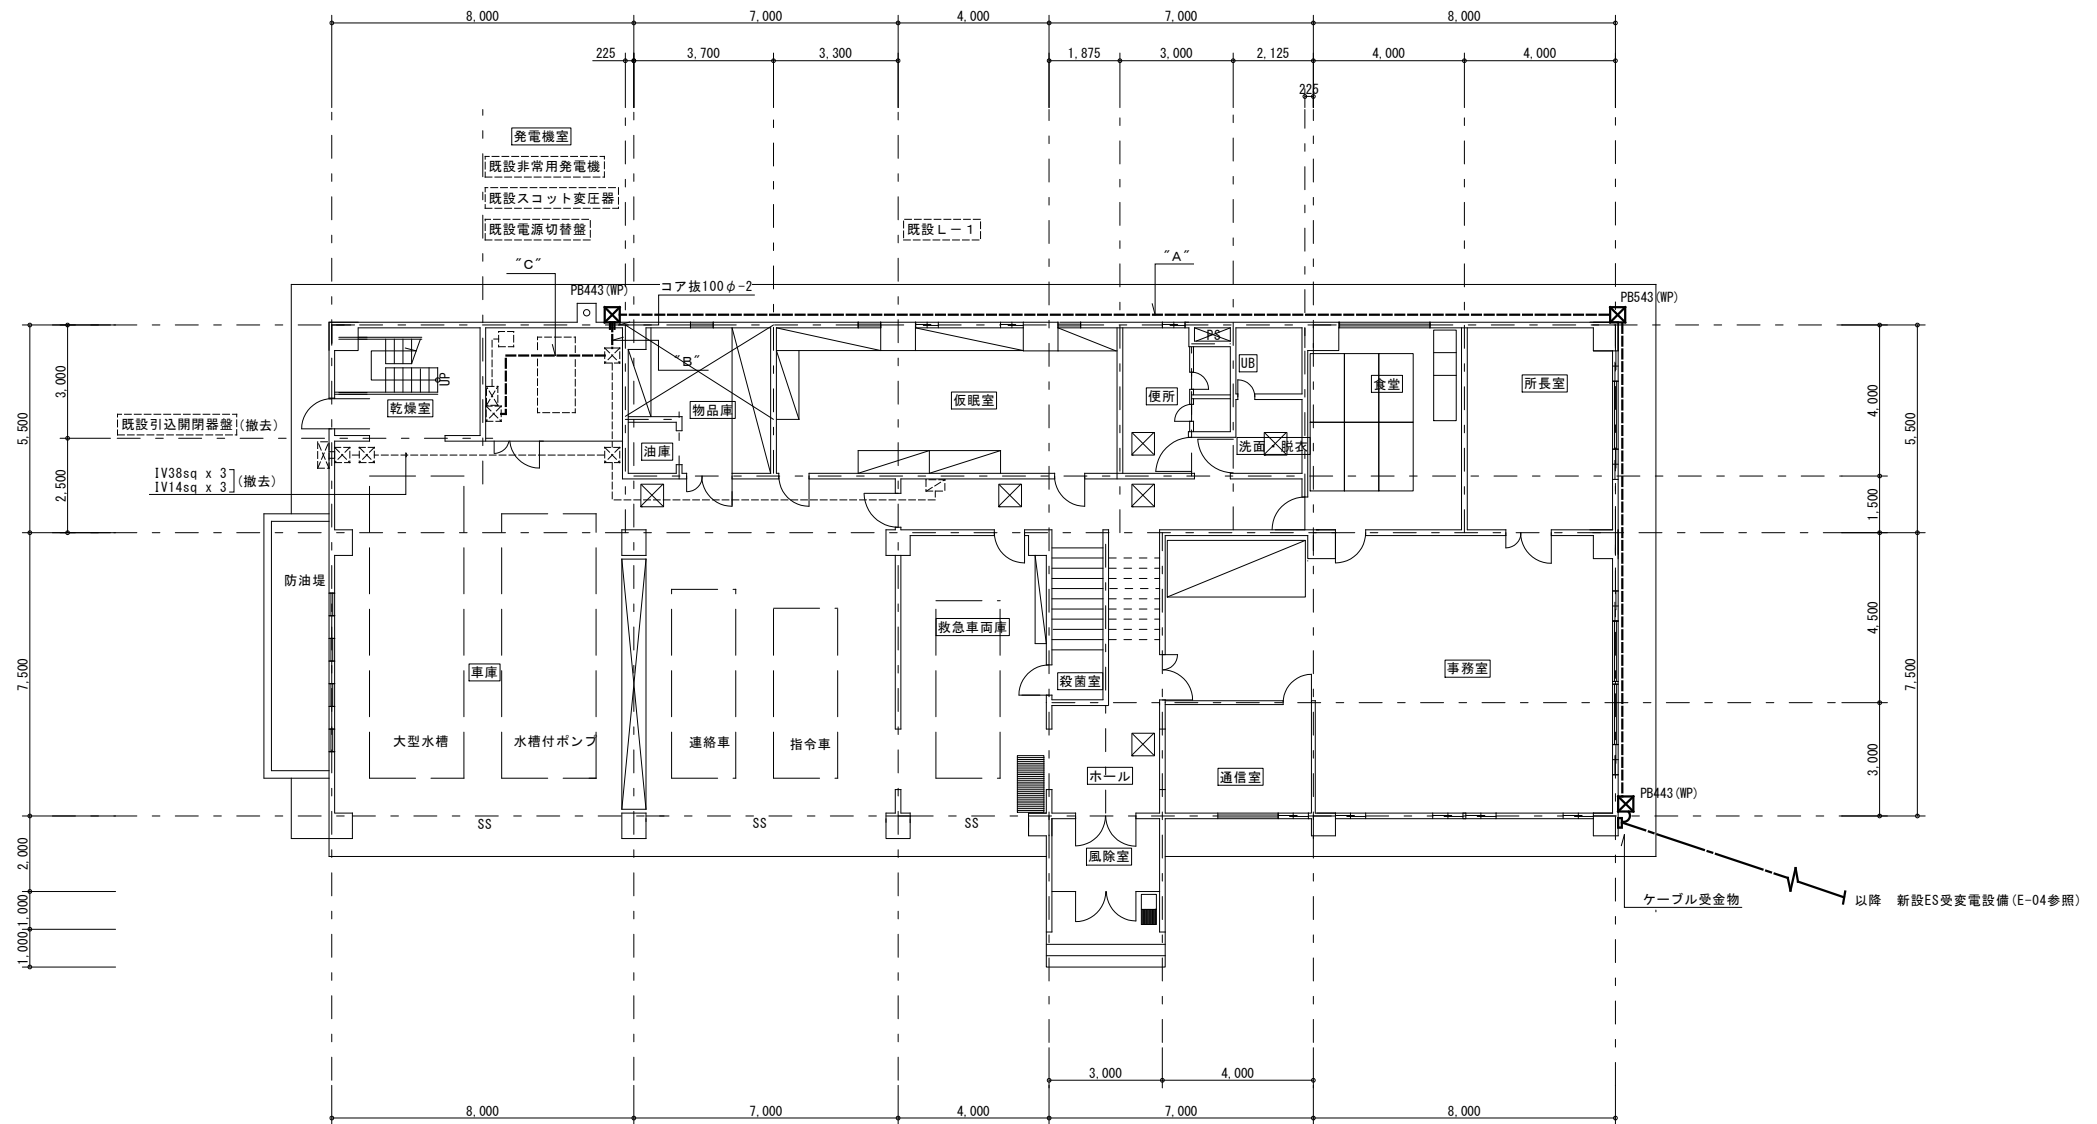 8,000
7,000
4,000
7,000
8,000
225
3,700
3,300
1,875
3,000
2,125
4,000
4,000
225
発電機室
既設非常用発電機
既設スコット変圧器
既設電源切替盤
既設L-1
"A"
"C"
PB443(WP)
コア抜100φ-2
PB543(WP)
"B"
PS
UB
UP
乾燥室
物品庫
仮眠室
便所
食堂
所長室
既設引込開閉器盤(撤去)
油庫
洗面・脱衣
IV38sq x 3
IV14sq x 3
(撤去)
5,500
3,000
2,500
7,500
2,000
1,000
1,000
4,000
5,500
1,500
4,500
7,500
3,000
防油堤
救急車両庫
車庫
殺菌室
事務室
大型水槽
水槽付ポンプ
連絡車
指令車
ホール
通信室
PB443(WP)
SS
SS
SS
風除室
ケーブル受金物
以降 新設ES受変電設備(E-04参照)
3,000
4,000
8,000
7,000
4,000
7,000
8,000